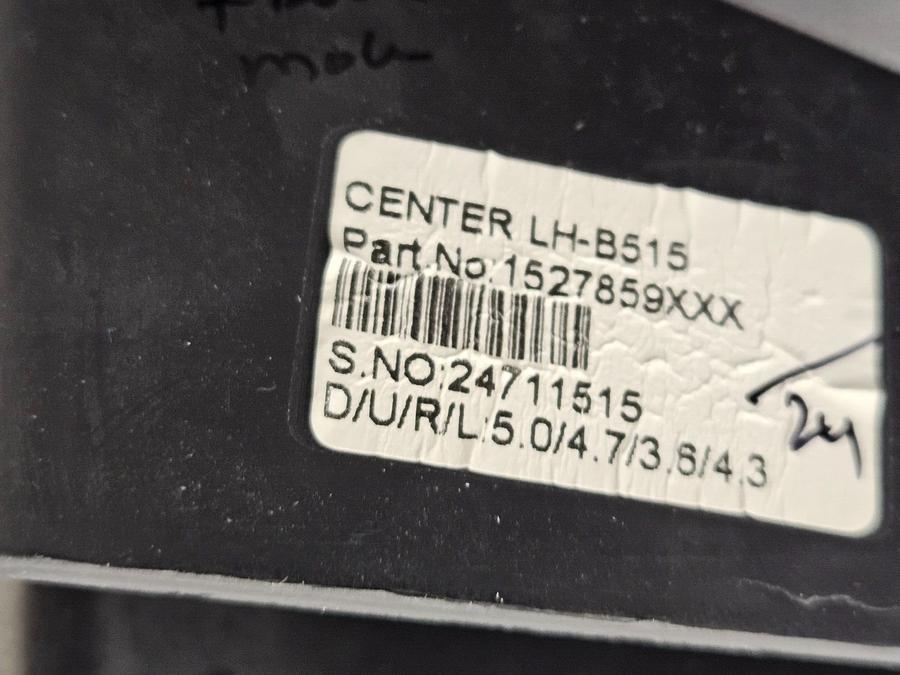 CENTER LH-B515
Part No:1527859XXX
S.NO:24711515
D/U/R/L:5.0/4.7/3.6/4.3